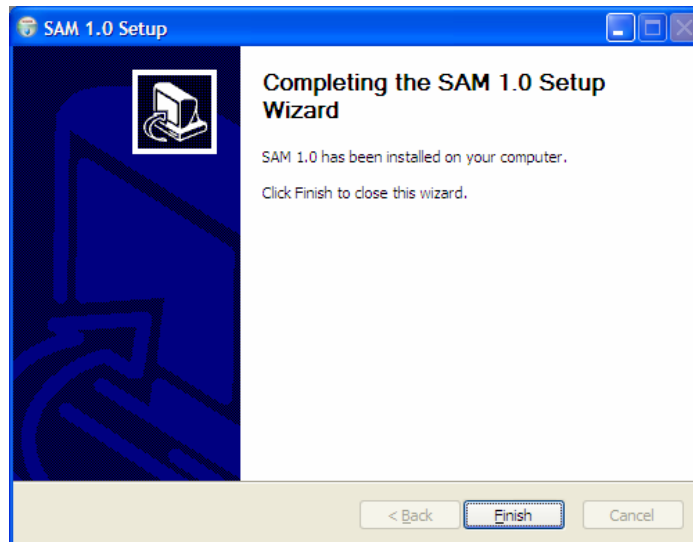 SAM 1.0 Setup
Completing the SAM 1.0 Setup
Wizard
SAM 1.0 has been installed on your computer.
Click Finish to close this wizard.
< Back
Finish
Cancel